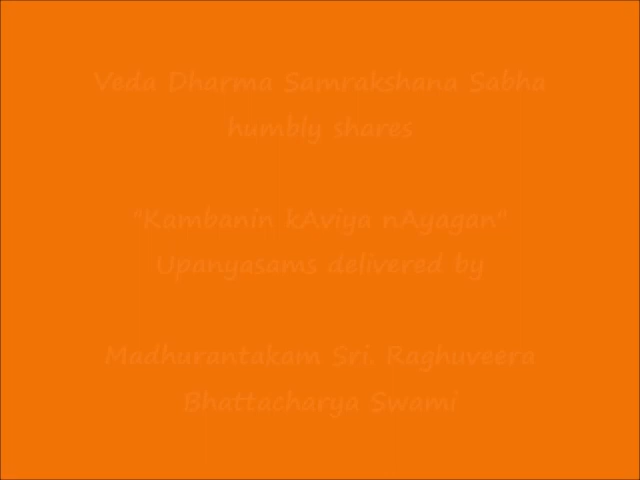 Veda Dharma Samrakshana Sabha
humbly shares
"Kambanin kAviya nAyagan"
Upanyasams delivered by
Madhurantakam Sri. Raghuveera
Bhattacharya Swami